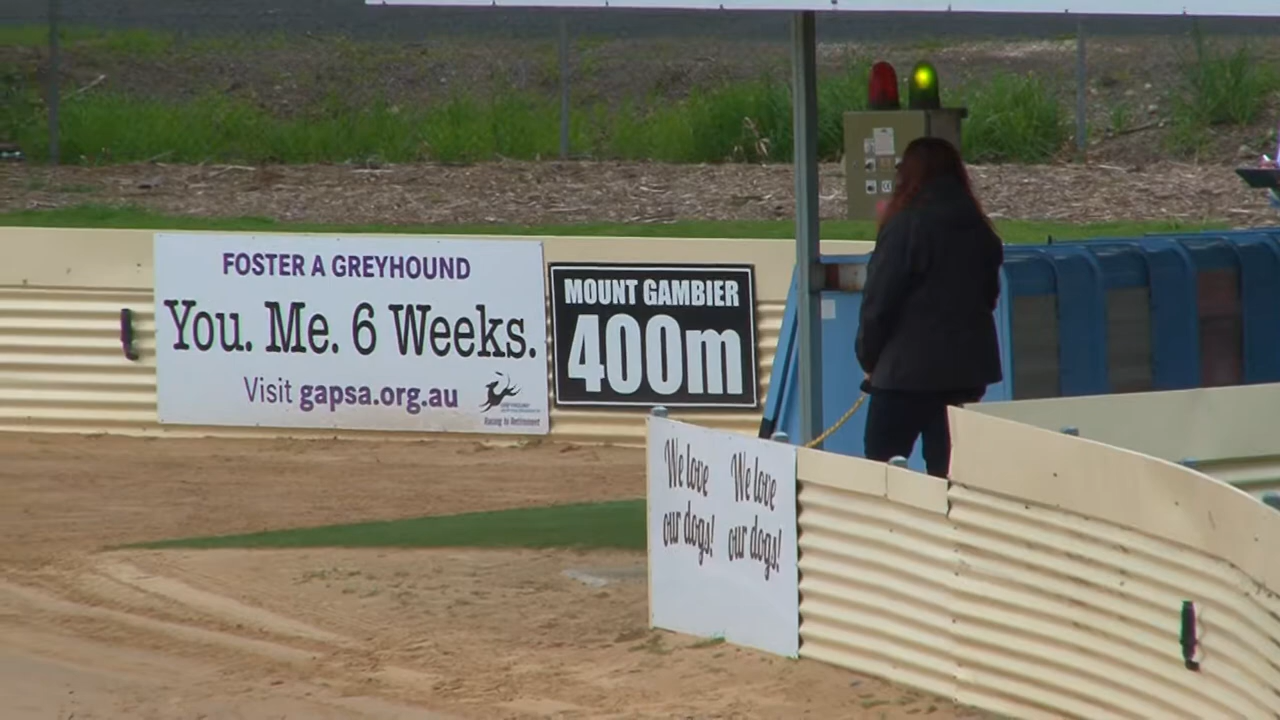 FOSTER A GREYHOUND
You. Me. 6 Weeks.
Visit gapsa.org.au
Racing to Retirement
MOUNT GAMBIER
400m
We love
our dogs!
We love
our dogs!